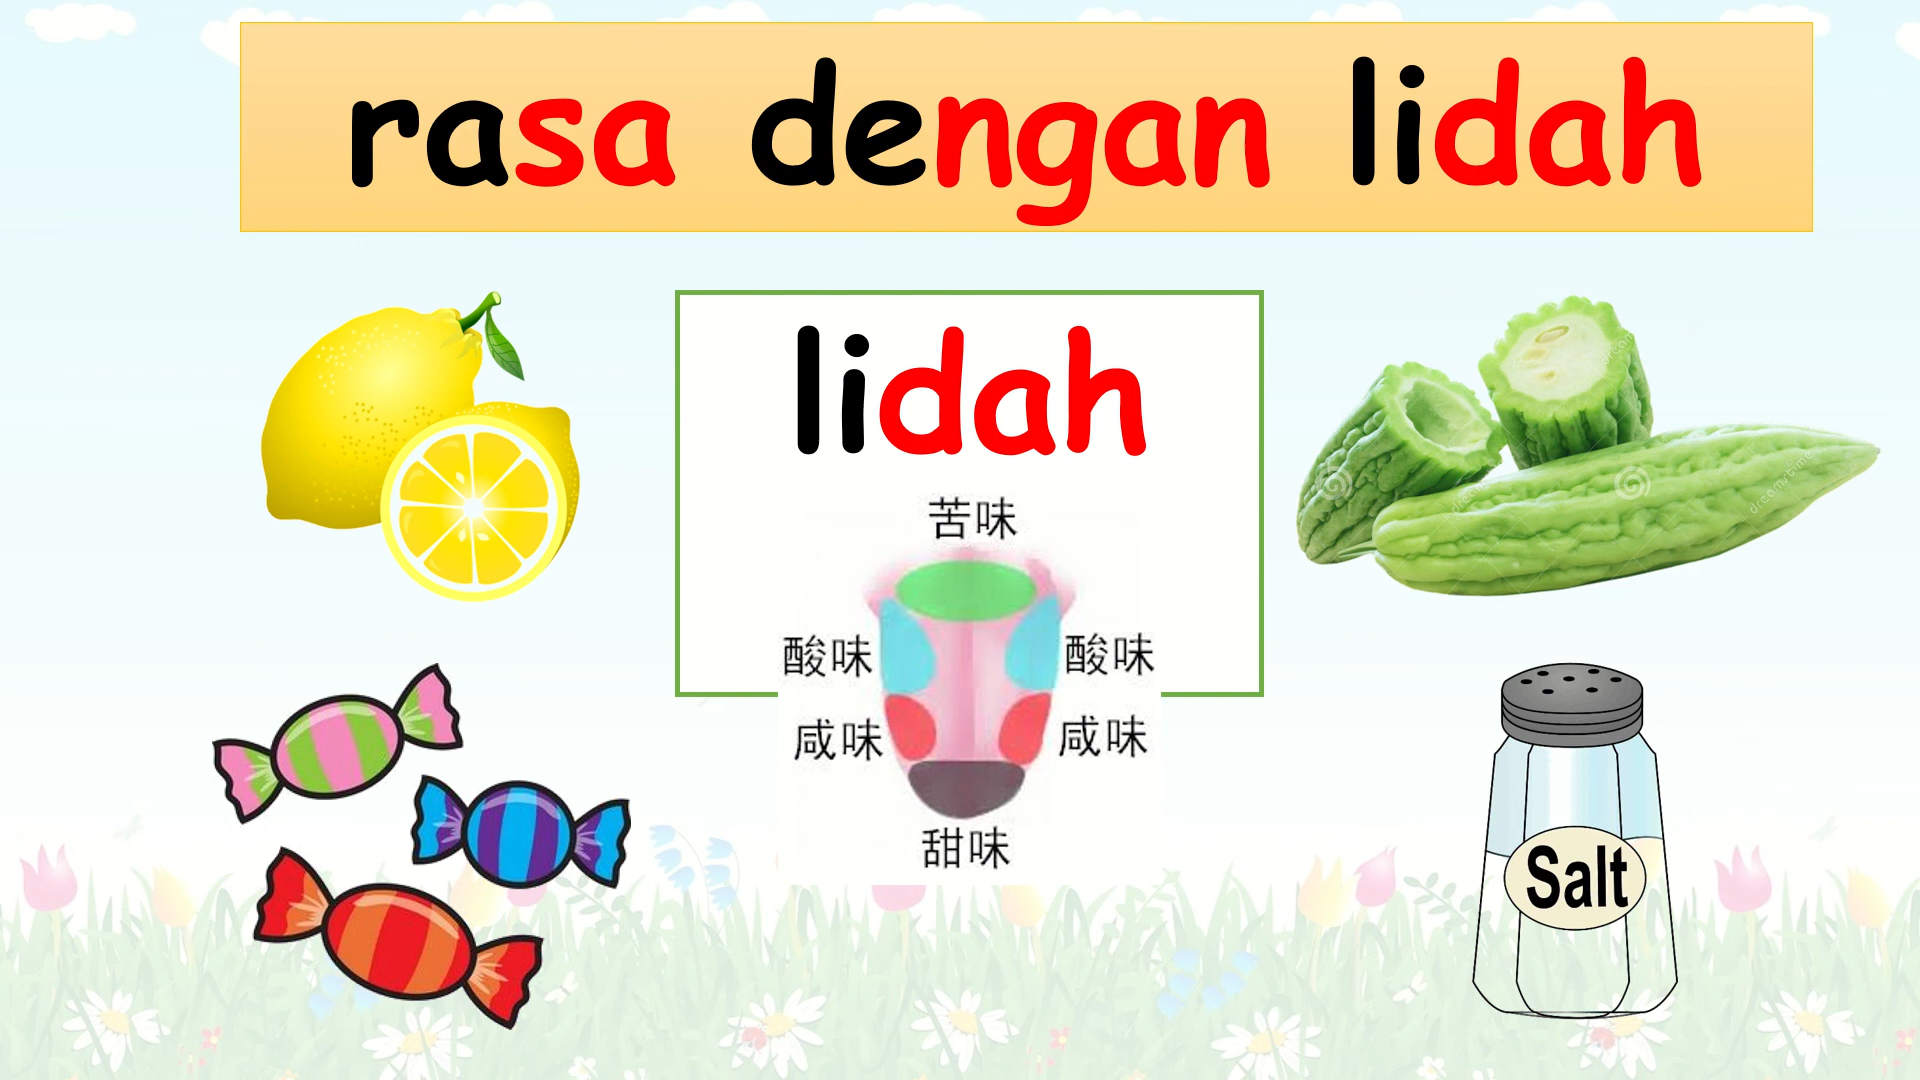 rasa dengan lidah
lidah
苦味
酸味 酸味
咸味 咸味
甜味
Salt